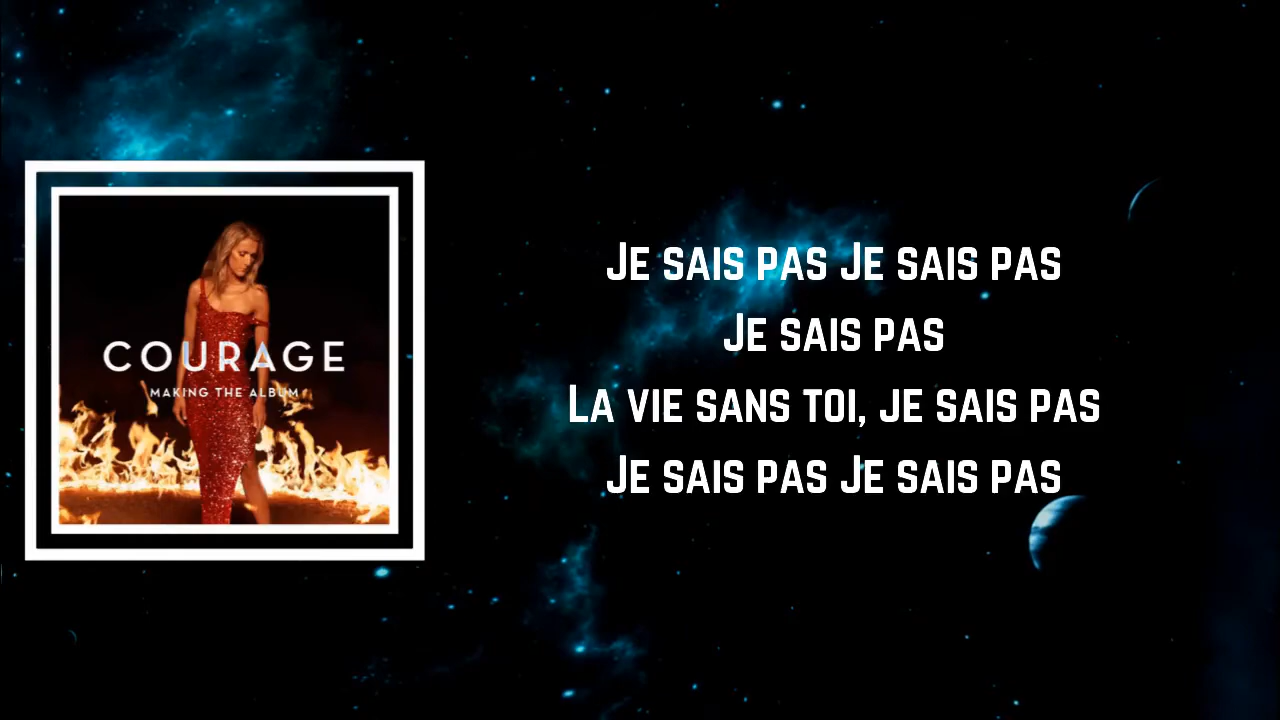 COURAGE
MAKING THE ALBUM
Je sais pas Je sais pas
Je sais pas
La vie sans toi, je sais pas
Je sais pas Je sais pas